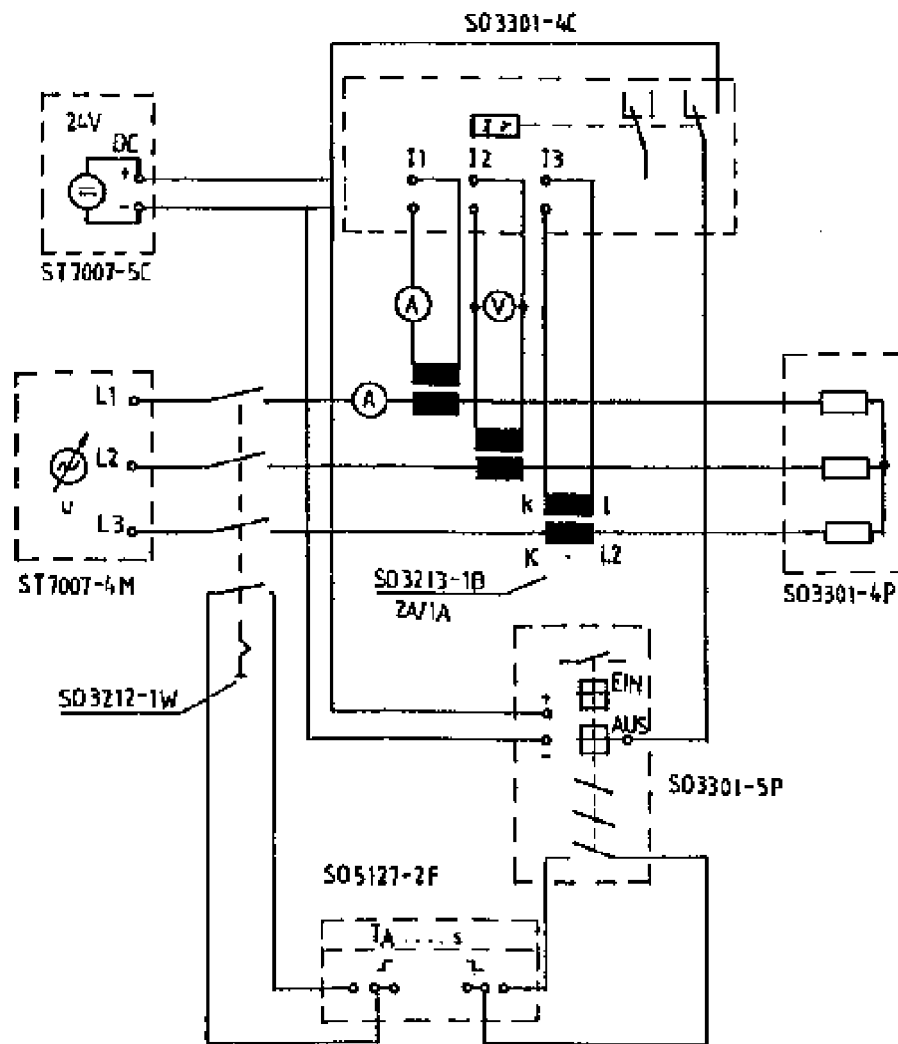 SO3301-4C
24V
DC
+
-
ST7007-5C
I>
I1 I2 I3
A
V
L1
A
L2
U
L3
ST7007-4M
k l
K - L2
SO3213-1B
2A/1A
SO3301-4P
SO3212-1W
EIN
+
AUS
-
SO3301-5P
SO5127-2F
TA.....s